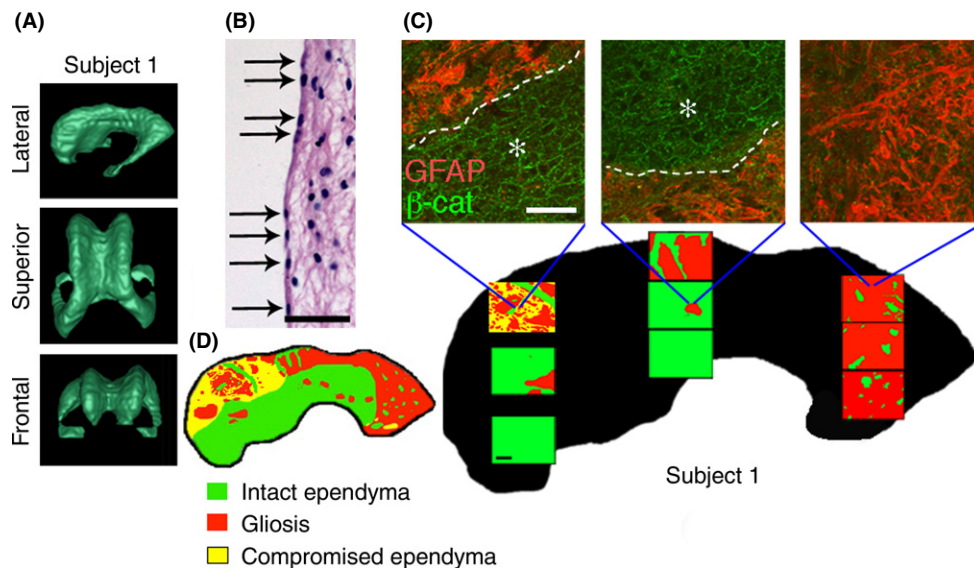 (A)
Subject 1
Lateral
Superior
Frontal
(B)
(C)
GFAP
β-cat
*
*
(D)
Subject 1
Intact ependyma
Gliosis
Compromised ependyma